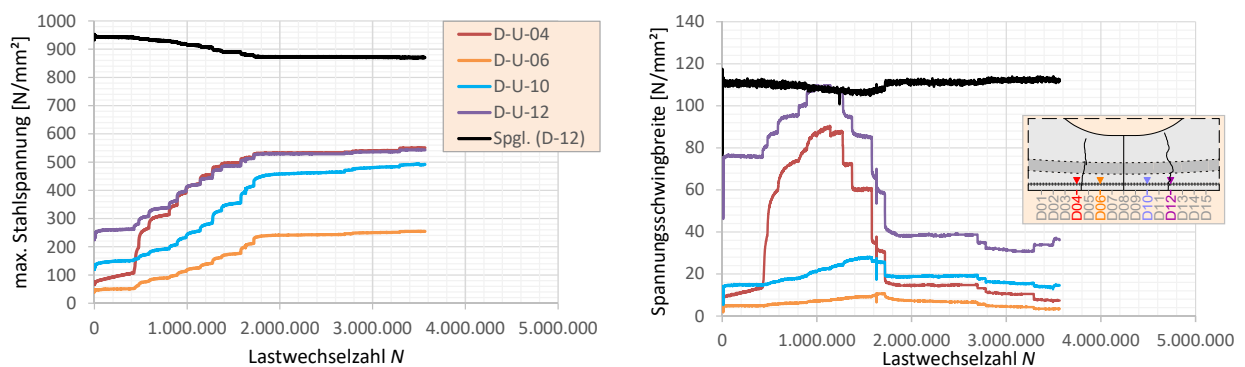 max. Stahlspannung [N/mm²]
1000
900
800
700
600
500
400
300
200
100
0
D-U-04
D-U-06
D-U-10
D-U-12
Spgl. (D-12)
0
1.000.000
2.000.000
3.000.000
4.000.000
5.000.000
Lastwechselzahl N
Spannungsschwingbreite [N/mm²]
140
120
100
80
60
40
20
0
D01
D02
D03
D04
D05
D06
D07
D08
D09
D10
D11
D12
D13
D14
D15
0
1.000.000
2.000.000
3.000.000
4.000.000
5.000.000
Lastwechselzahl N